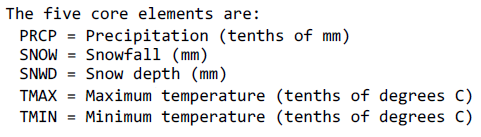 The five core elements are:
PRCP = Precipitation (tenths of mm)
SNOW = Snowfall (mm)
SNWD = Snow depth (mm)
TMAX = Maximum temperature (tenths of degrees C)
TMIN = Minimum temperature (tenths of degrees C)